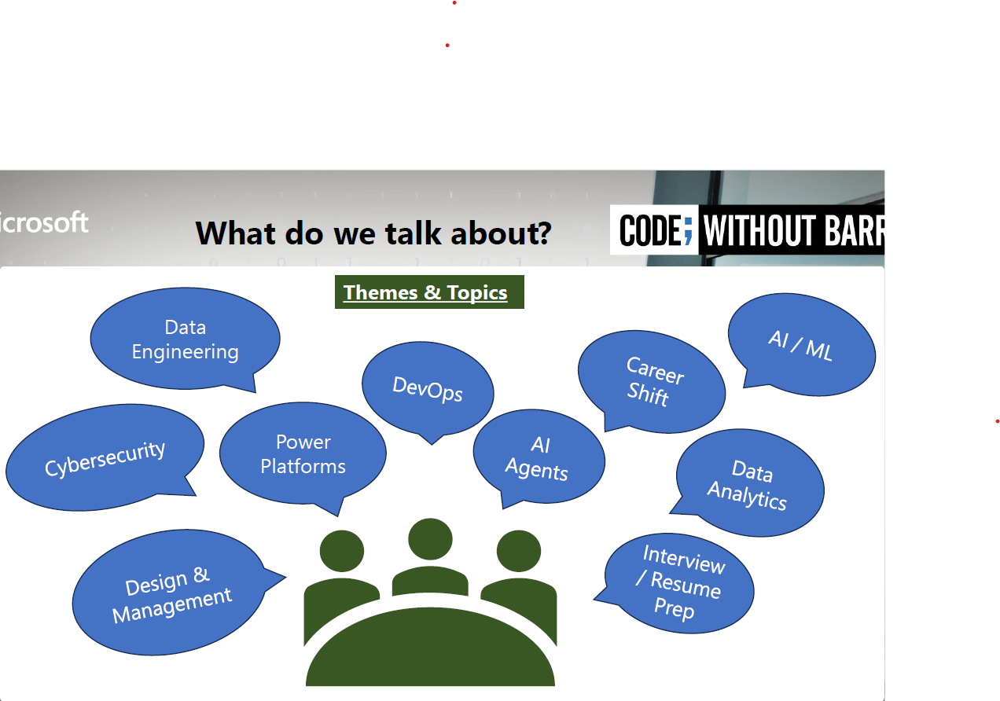 icrosoft
What do we talk about?
CODE; WITHOUT BARR
Themes & Topics
Data
Engineering
DevOps
Career
Shift
AI / ML
Cybersecurity
Power
Platforms
AI
Agents
Data
Analytics
Design &
Management
Interview
/ Resume
Prep